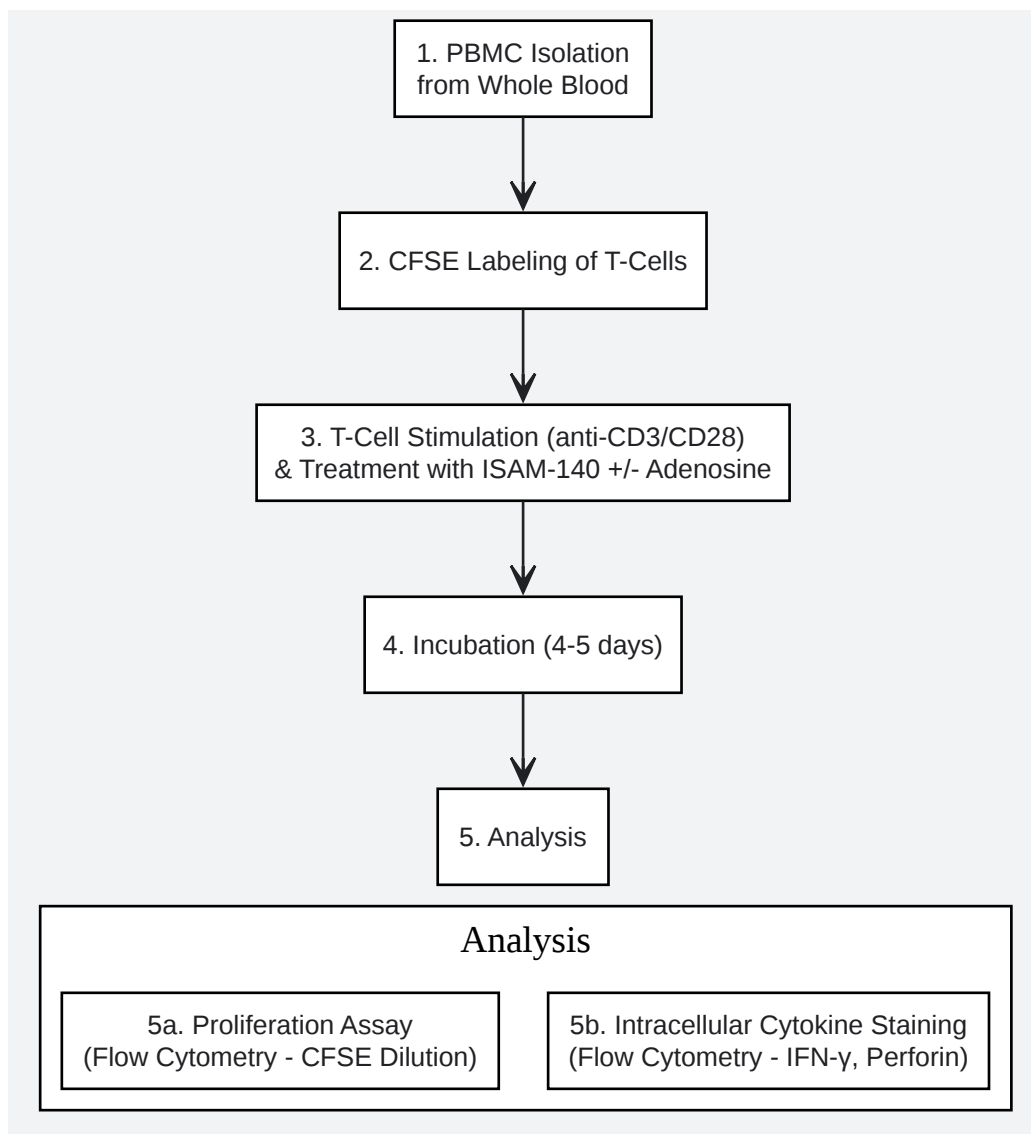 1. PBMC Isolation
from Whole Blood
2. CFSE Labeling of T-Cells
3. T-Cell Stimulation (anti-CD3/CD28)
& Treatment with ISAM-140 +/- Adenosine
4. Incubation (4-5 days)
5. Analysis
Analysis
5a. Proliferation Assay
(Flow Cytometry - CFSE Dilution)
5b. Intracellular Cytokine Staining
(Flow Cytometry - IFN-γ, Perforin)